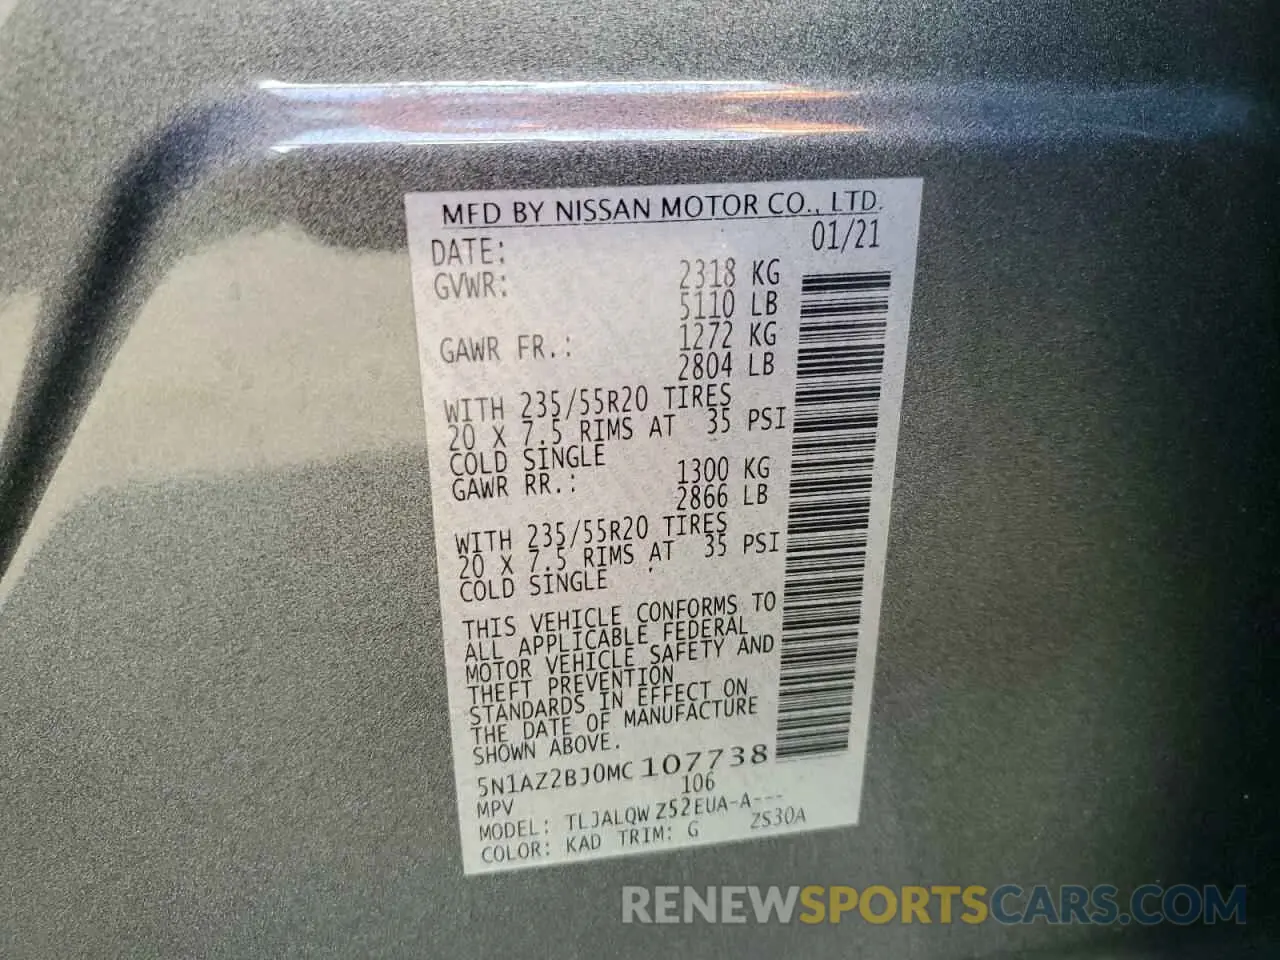 MFD BY NISSAN MOTOR CO., LTD.
DATE: 01/21
GVWR: 2318 KG
5110 LB
GAWR FR.: 1272 KG
2804 LB
WITH 235/55R20 TIRES
20 X 7.5 RIMS AT 35 PSI
COLD SINGLE
GAWR RR.: 1300 KG
2866 LB
WITH 235/55R20 TIRES
20 X 7.5 RIMS AT 35 PSI
COLD SINGLE
THIS VEHICLE CONFORMS TO
ALL APPLICABLE FEDERAL
MOTOR VEHICLE SAFETY AND
THEFT PREVENTION
STANDARDS IN EFFECT ON
THE DATE OF MANUFACTURE
SHOWN ABOVE.
5N1AZ2BJ0MC107738
MPV 106
MODEL: TLJALQW Z52EUA-A---
COLOR: KAD TRIM: G ZS30A
RENEWSPORTSCARS.COM